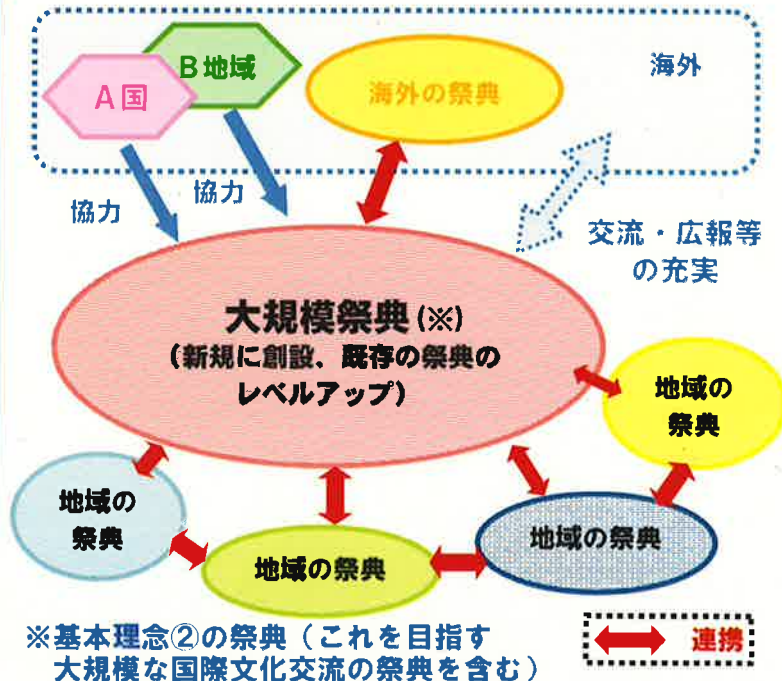 A国
B地域
海外の祭典
海外
協力
協力
交流・広報等
の充実
大規模祭典(※)
(新規に創設、既存の祭典の
レベルアップ)
地域の
祭典
地域の
祭典
地域の祭典
地域の祭典
※基本理念②の祭典(これを目指す
大規模な国際文化交流の祭典を含む)
連携